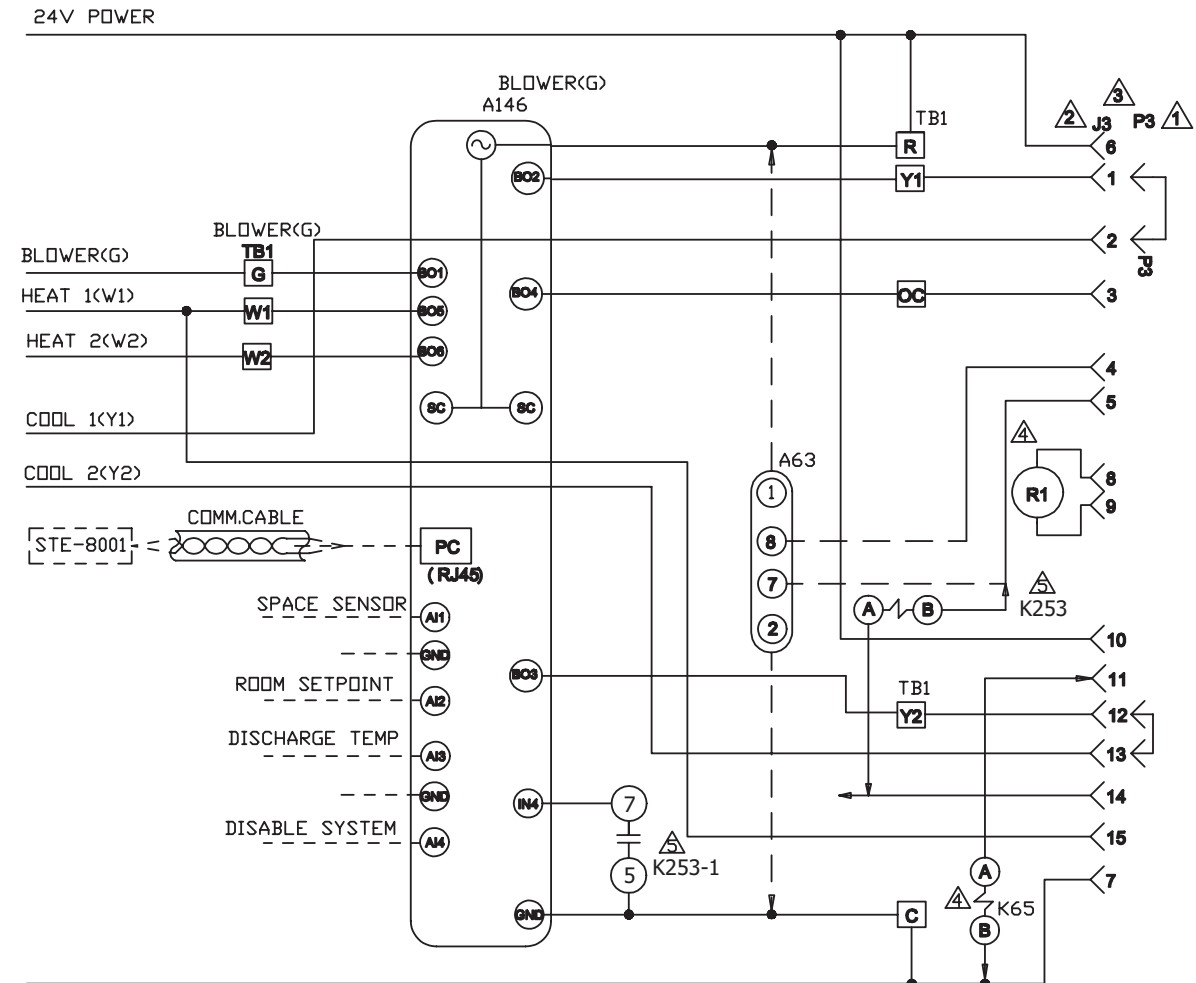 24V POWER
BLOWER(G)
A146
3
2 J3 P3 1
TB1
R
6
BO2
Y1
1
BLOWER(G)
TB1
2
BLOWER(G)
G
BO1
P3
HEAT 1(W1)
W1
BO5
BO4
OC
3
HEAT 2(W2)
W2
BO6
4
5
SC
SC
COOL 1(Y1)
4
A63
COOL 2(Y2)
1
R1
8
9
COMM.CABLE
STE-8001
PC
(RJ45)
8
7
5
K253
SPACE SENSOR
AI1
A
B
2
10
GND
ROOM SETPOINT
AI2
BO3
11
TB1
Y2
12
DISCHARGE TEMP
AI3
13
GND
IN4
7
14
DISABLE SYSTEM
AI4
5
K253-1
5
15
A
7
4
K65
GND
C
B